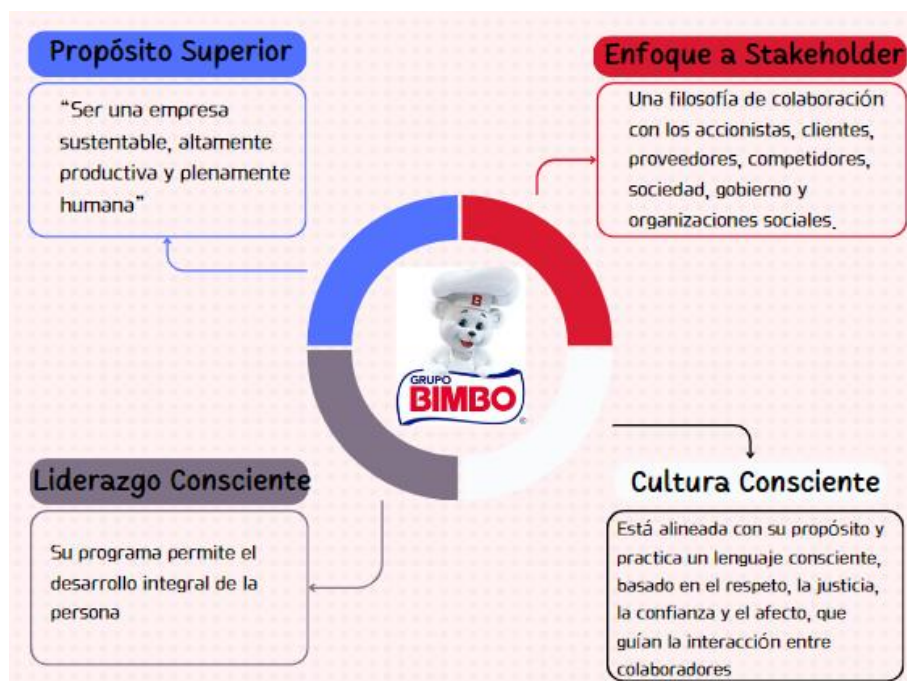 Propósito Superior
“Ser una empresa
sustentable, altamente
productiva y plenamente
humana”
Enfoque a Stakeholder
Una filosofía de colaboración
con los accionistas, clientes,
proveedores, competidores,
sociedad, gobierno y
organizaciones sociales.
B
GRUPO
BIMBO
®
Liderazgo Consciente
Su programa permite el
desarrollo integral de la
persona
Cultura Consciente
Está alineada con su propósito y
practica un lenguaje consciente,
basado en el respeto, la justicia,
la confianza y el afecto, que
guían la interacción entre
colaboradores